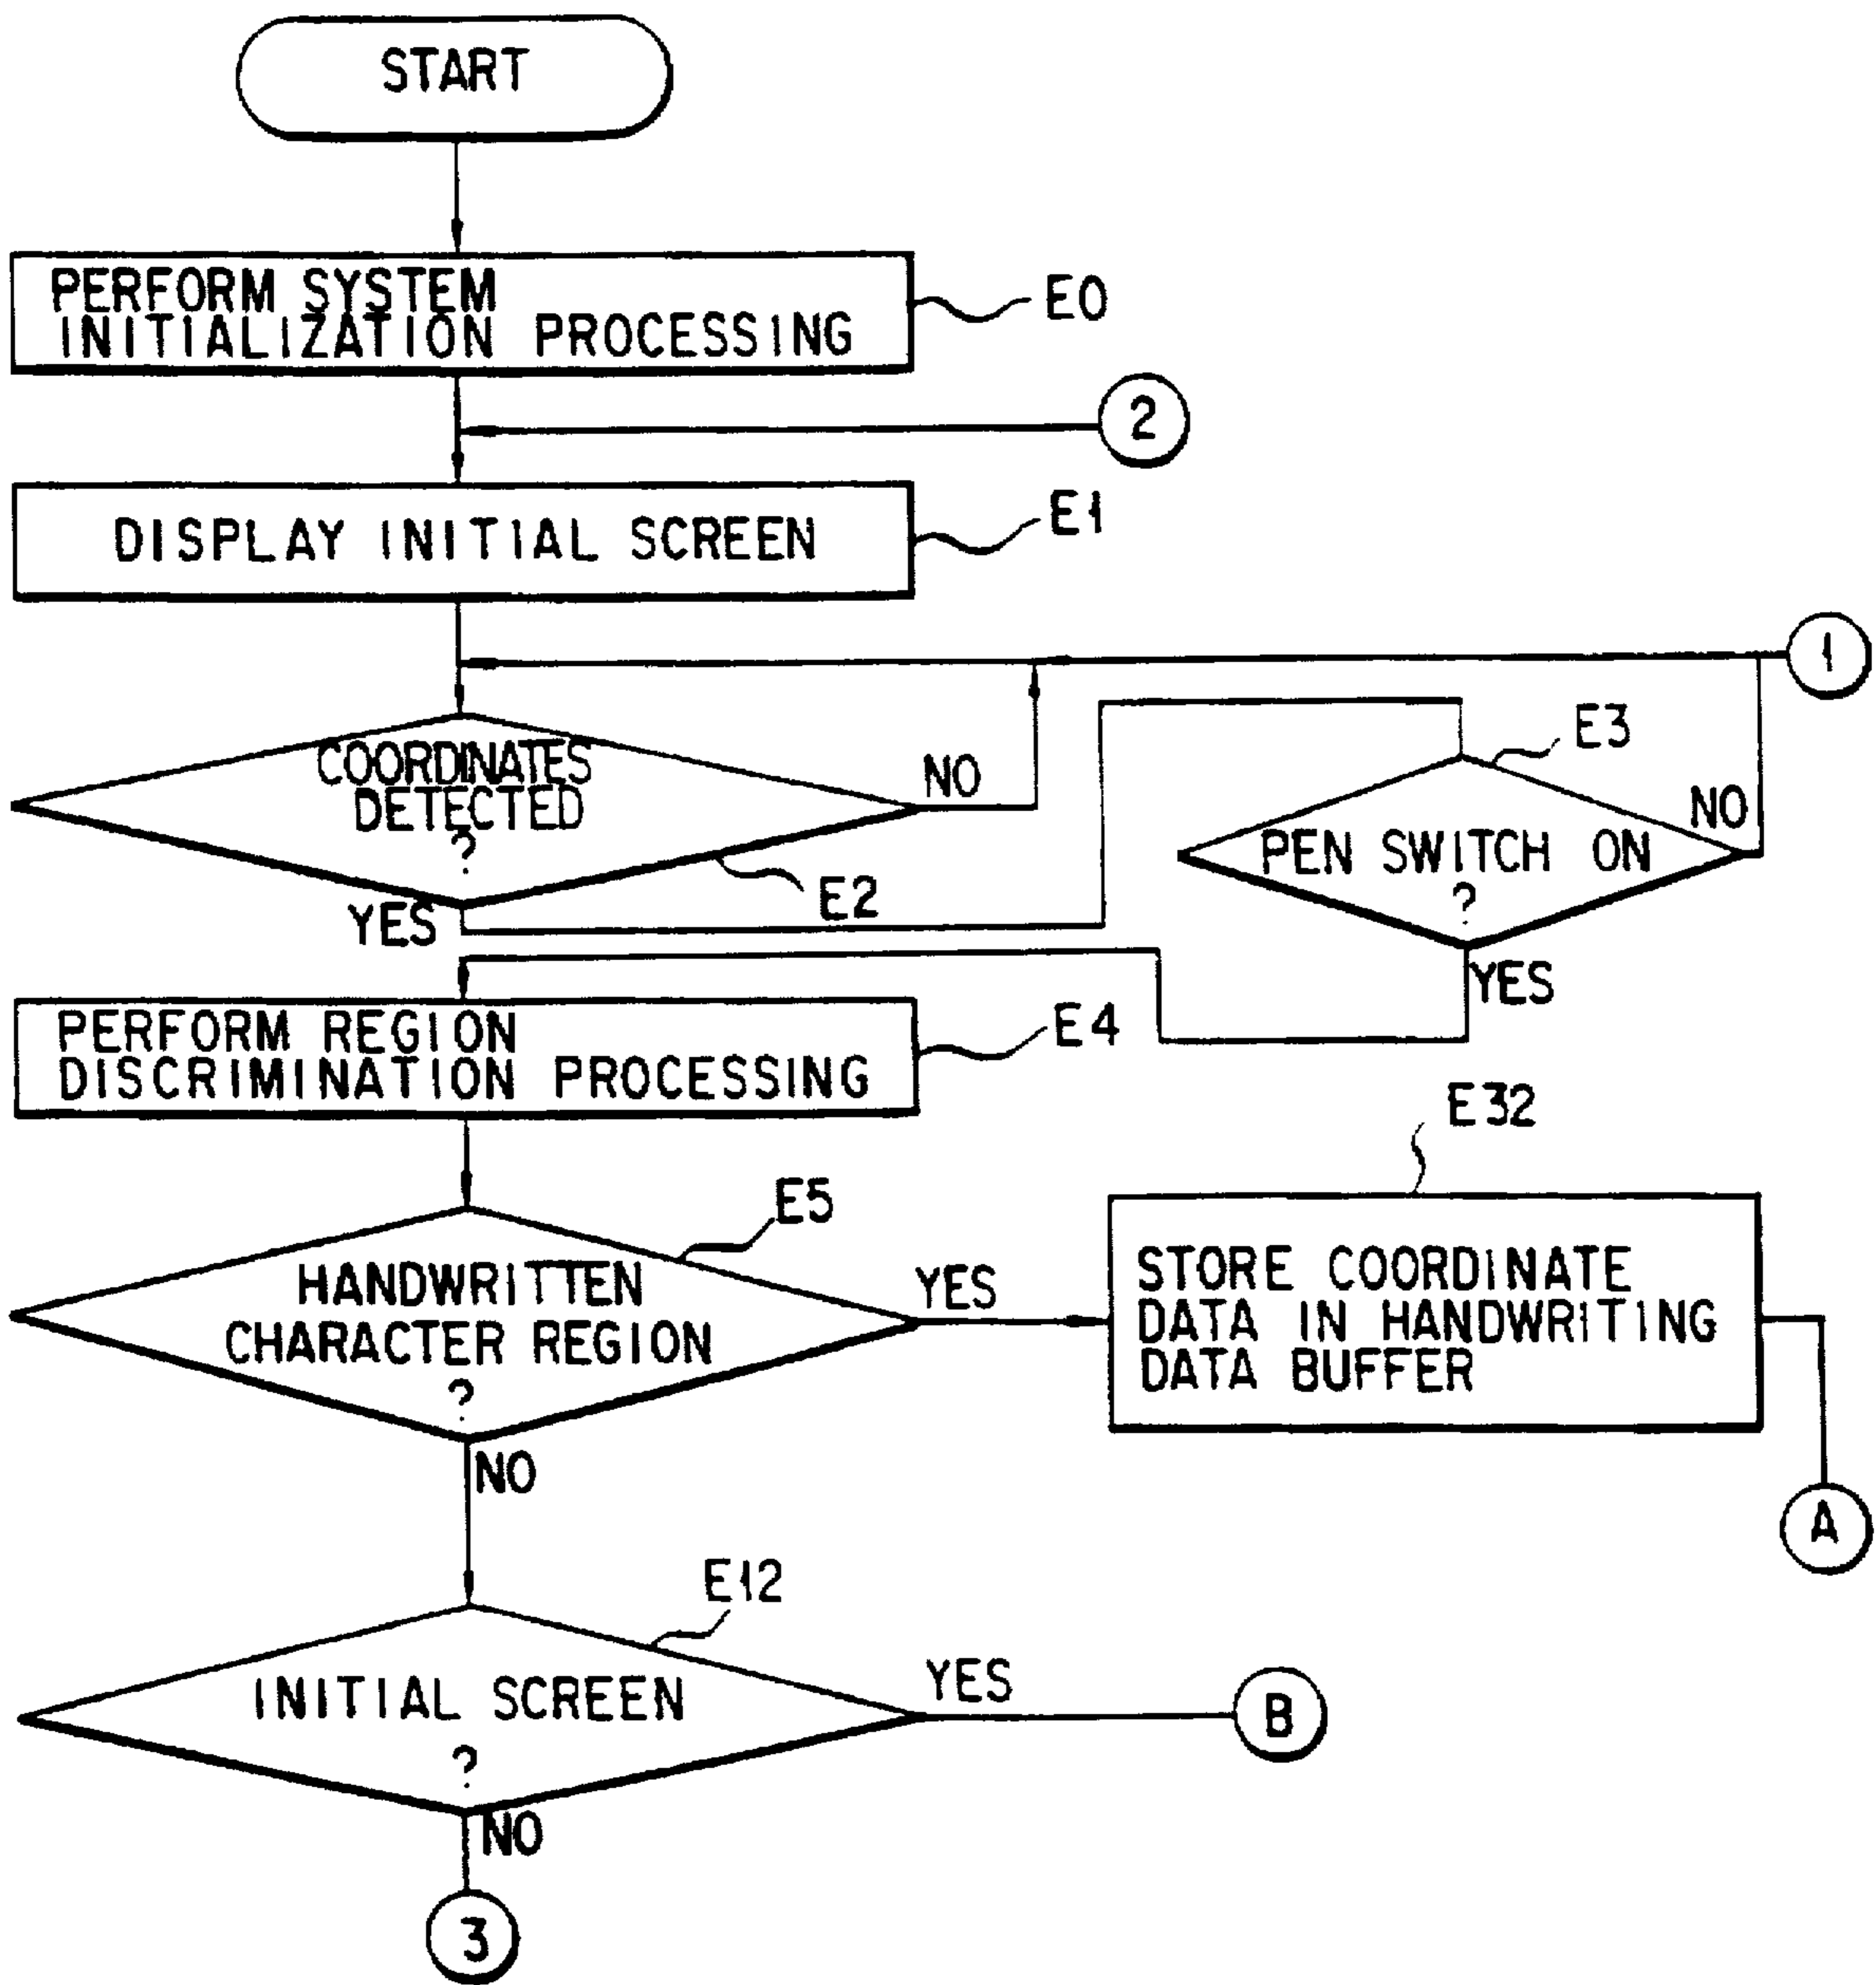 START
PERFORM SYSTEM
INITIALIZATION PROCESSING
E0
2
DISPLAY INITIAL SCREEN
E1
1
COORDINATES
DETECTED
?
NO
E2
YES
E3
PEN SWITCH ON
?
NO
YES
PERFORM REGION
DISCRIMINATION PROCESSING
E4
E5
HANDWRITTEN
CHARACTER REGION
?
YES
NO
E32
STORE COORDINATE
DATA IN HANDWRITING
DATA BUFFER
A
E12
INITIAL SCREEN
?
YES
B
NO
3